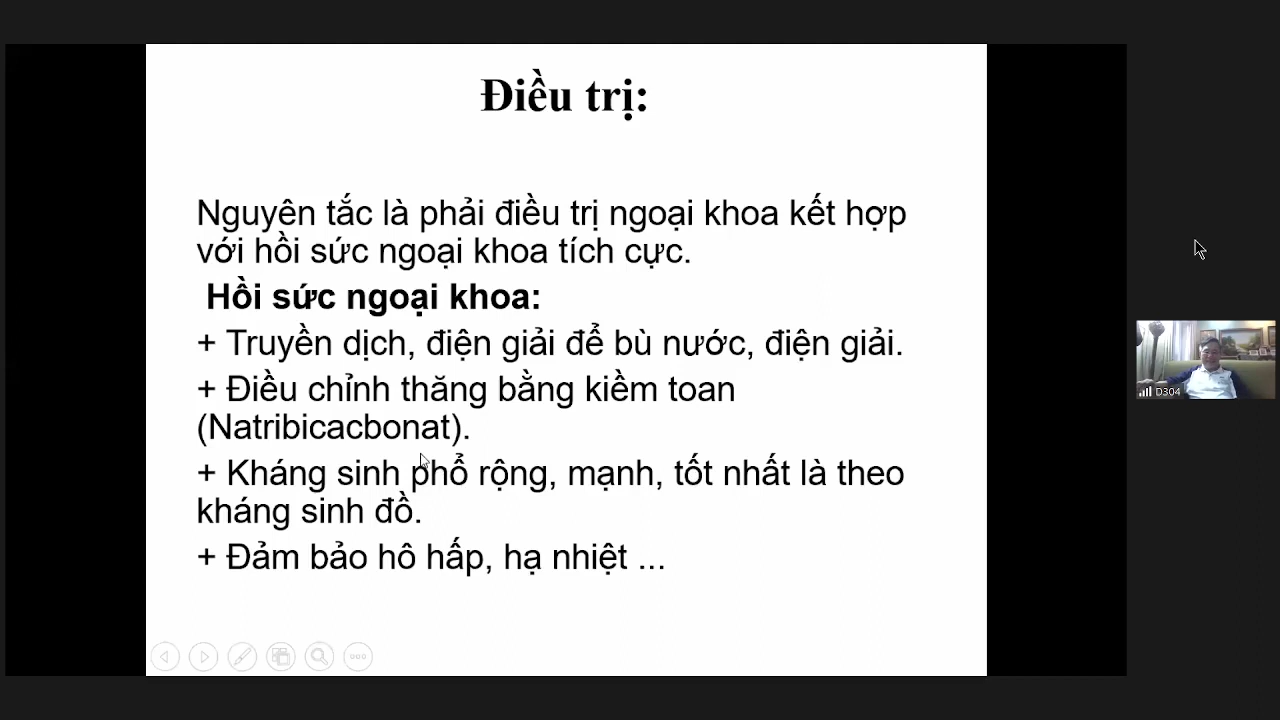 Điều trị:
Nguyên tắc là phải điều trị ngoại khoa kết hợp
với hồi sức ngoại khoa tích cực.
Hồi sức ngoại khoa:
+ Truyền dịch, điện giải để bù nước, điện giải.
+ Điều chỉnh thăng bằng kiềm toan
(Natribicacbonat).
+ Kháng sinh phổ rộng, mạnh, tốt nhất là theo
kháng sinh đồ.
+ Đảm bảo hô hấp, hạ nhiệt ...
D304